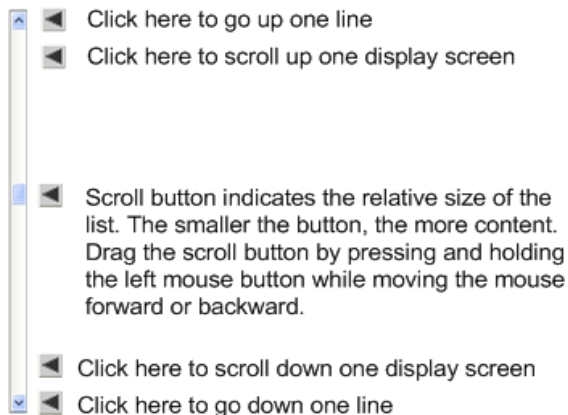 Click here to go up one line
Click here to scroll up one display screen
Scroll button indicates the relative size of the
list. The smaller the button, the more content.
Drag the scroll button by pressing and holding
the left mouse button while moving the mouse
forward or backward.
Click here to scroll down one display screen
Click here to go down one line